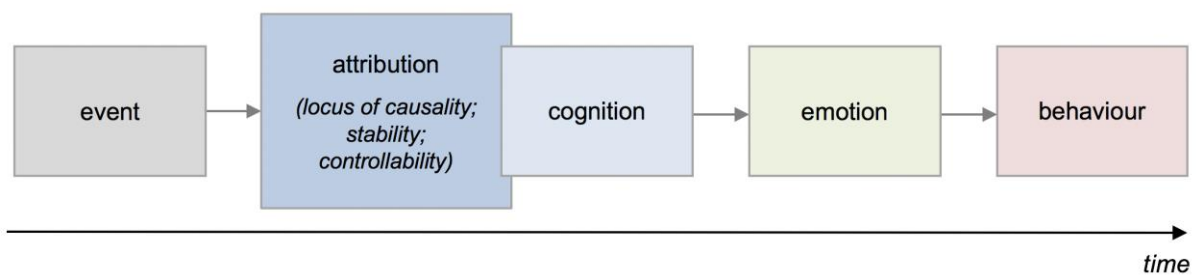 event
attribution
(locus of causality;
stability;
controllability)
cognition
emotion
behaviour
time